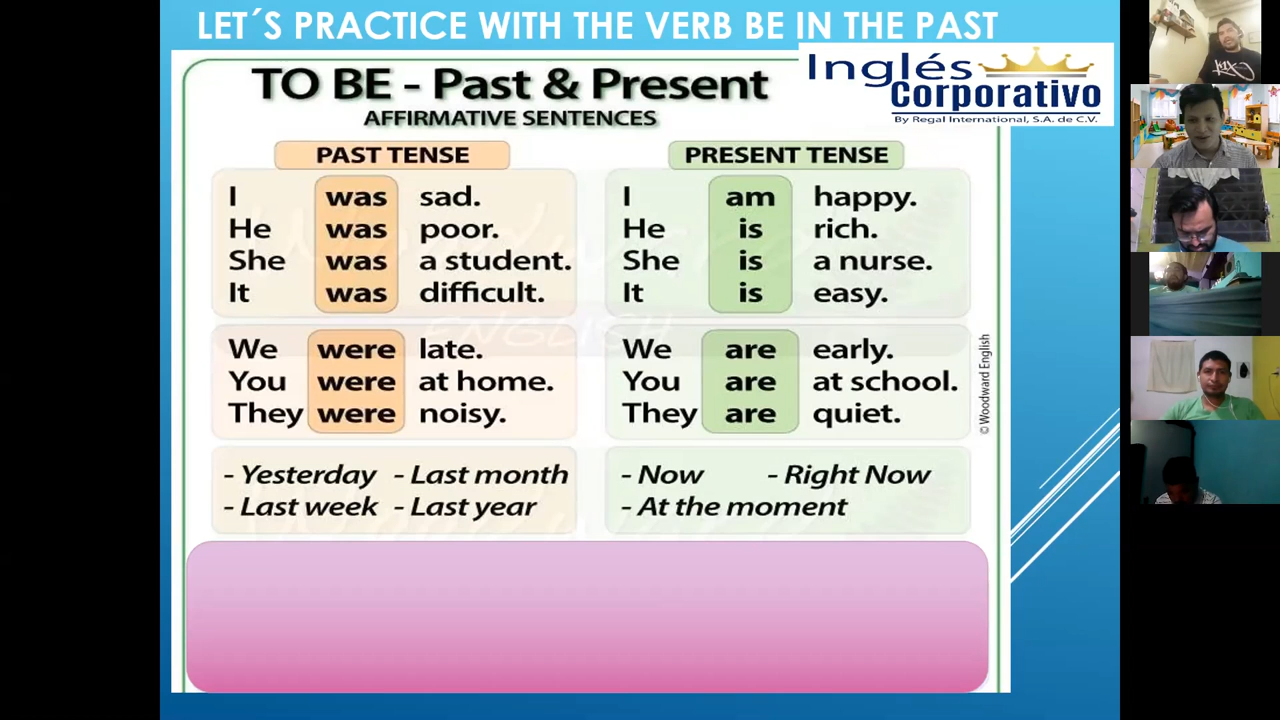 LET´S PRACTICE WITH THE VERB BE IN THE PAST
Inglés
Corporativo
By Regal International, S.A. de C.V.
TO BE - Past & Present
AFFIRMATIVE SENTENCES
PAST TENSE
I was sad.
He was poor.
She was a student.
It was difficult.
We were late.
You were at home.
They were noisy.
- Yesterday - Last month
- Last week - Last year
PRESENT TENSE
I am happy.
He is rich.
She is a nurse.
It is easy.
We are early.
You are at school.
They are quiet.
- Now - Right Now
- At the moment
© Woodward English